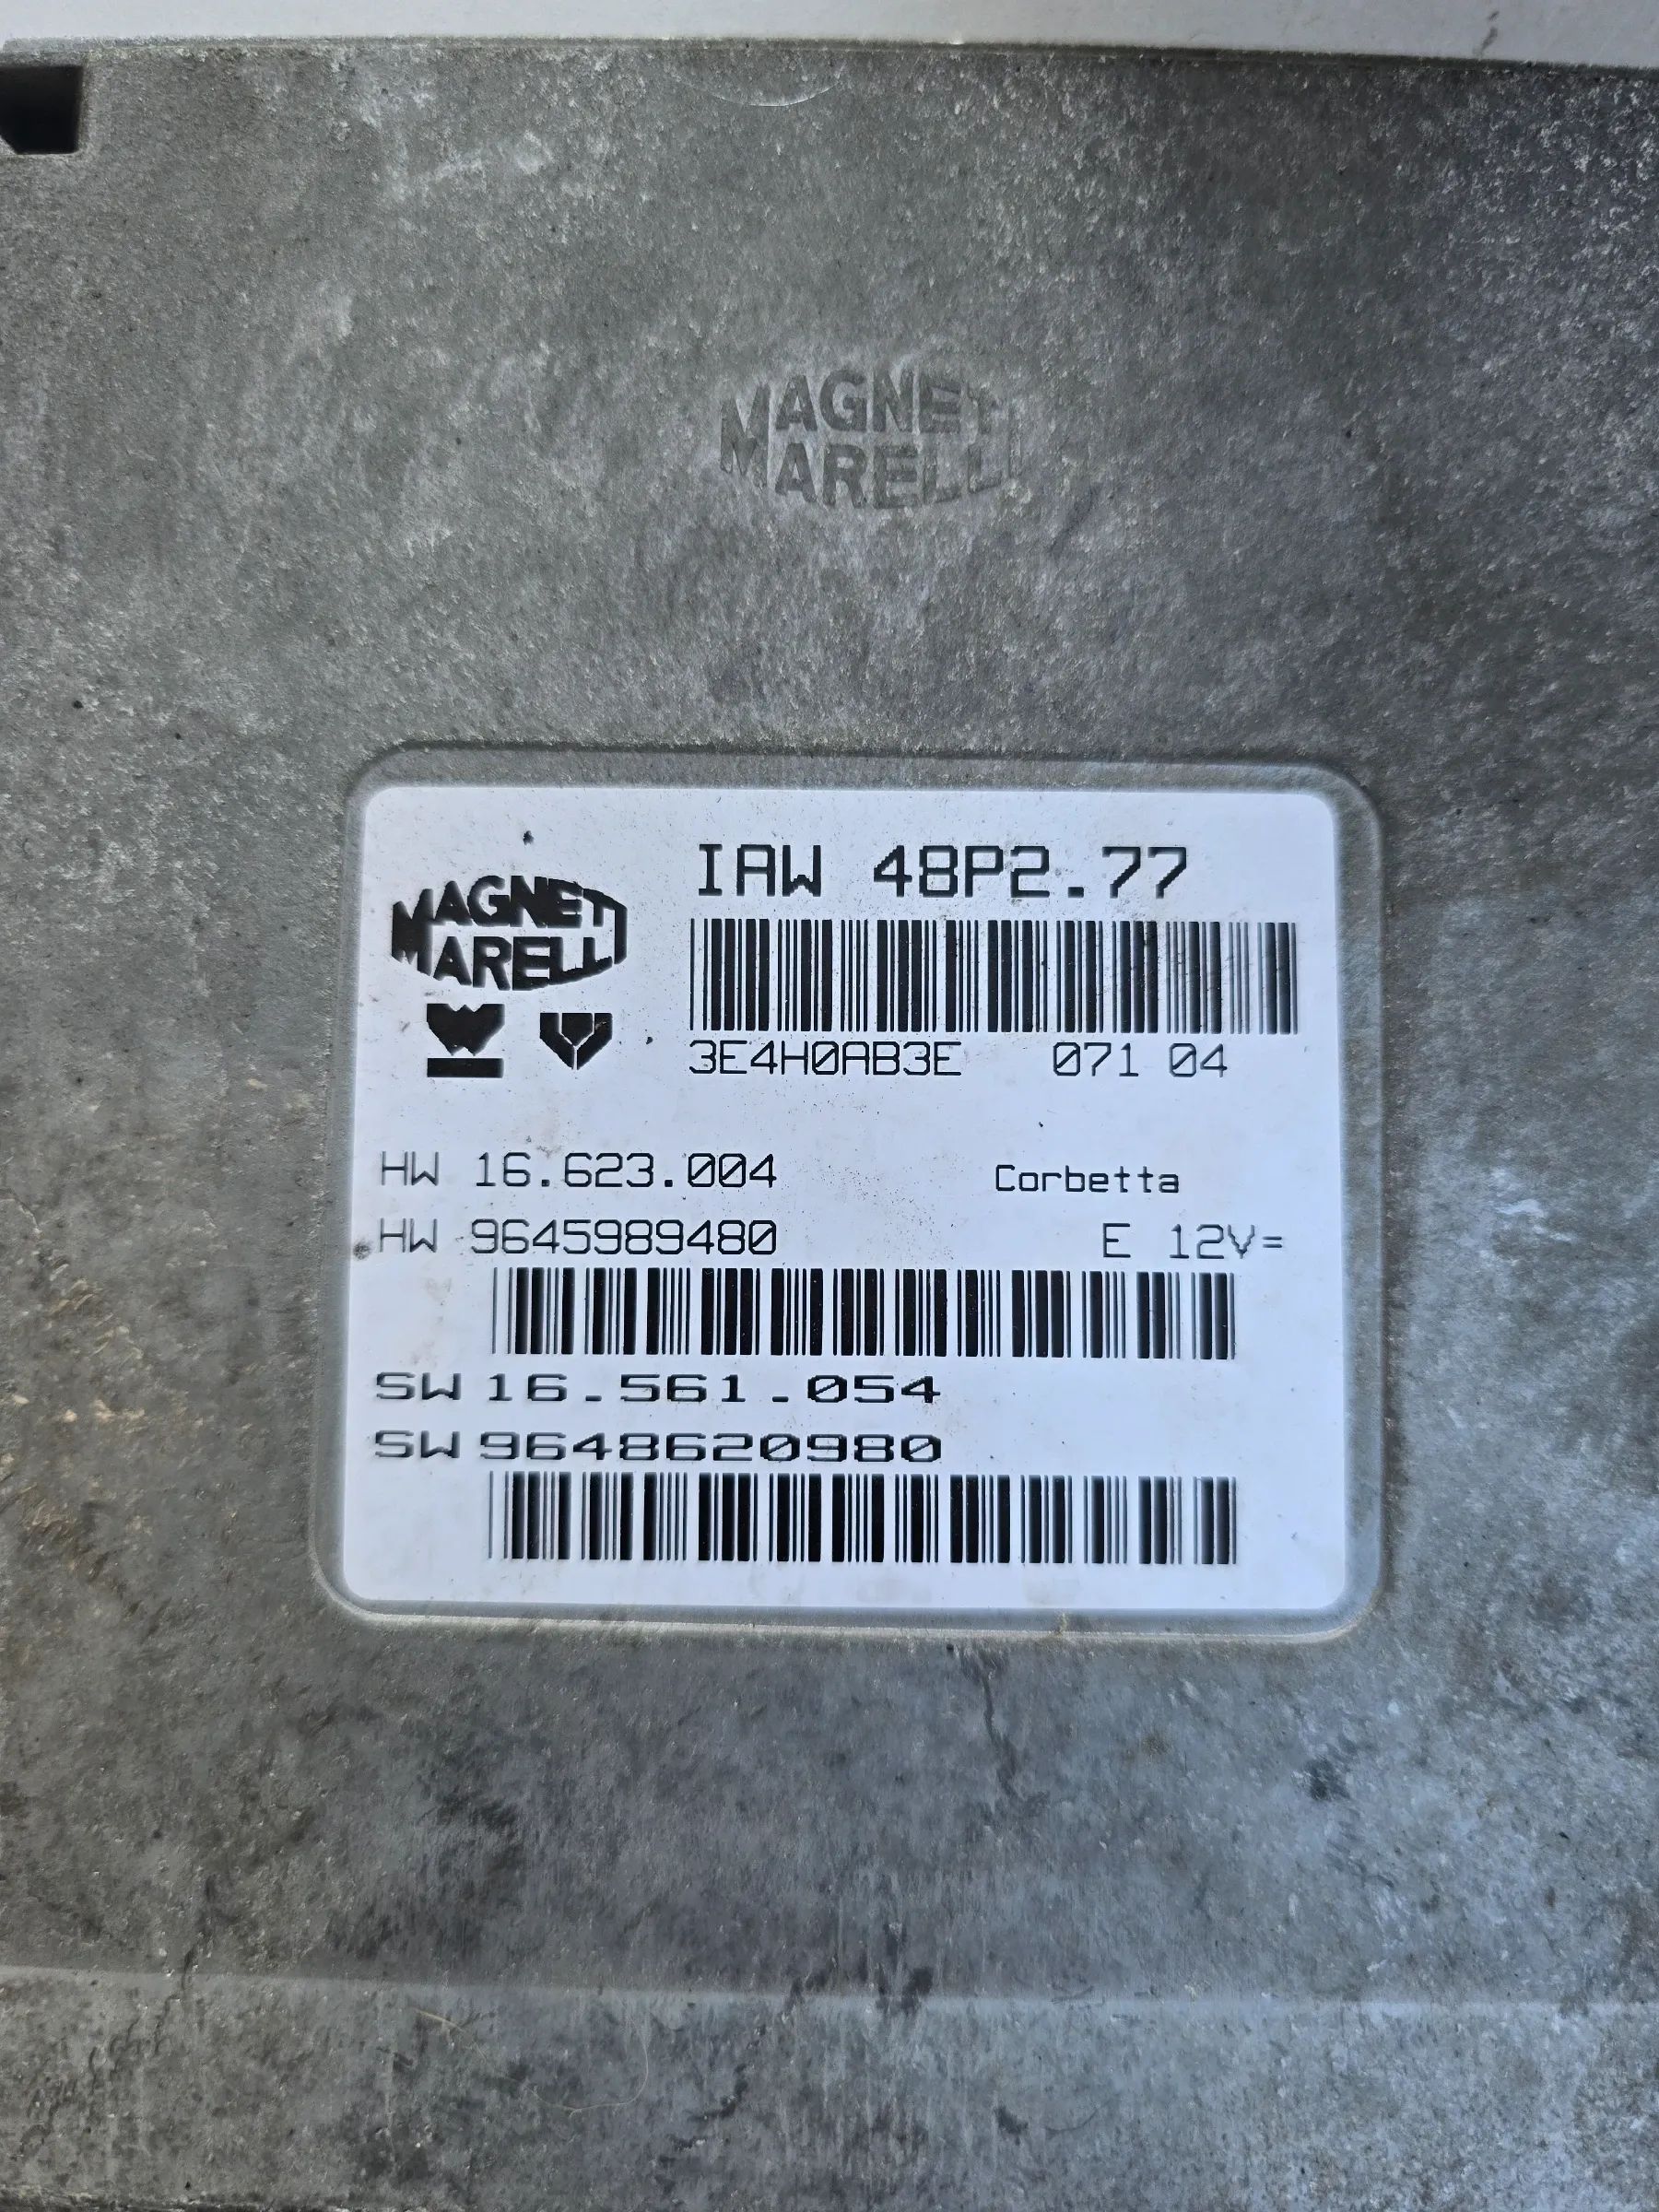 MAGNETI
MARELLI
IAW 48P2.77
MAGNETI
MARELLI
3E4H0AB3E 071 04
HW 16.623.004 Corbetta
HW 9645989480 E 12V=
SW 16.561.054
SW 9648620980